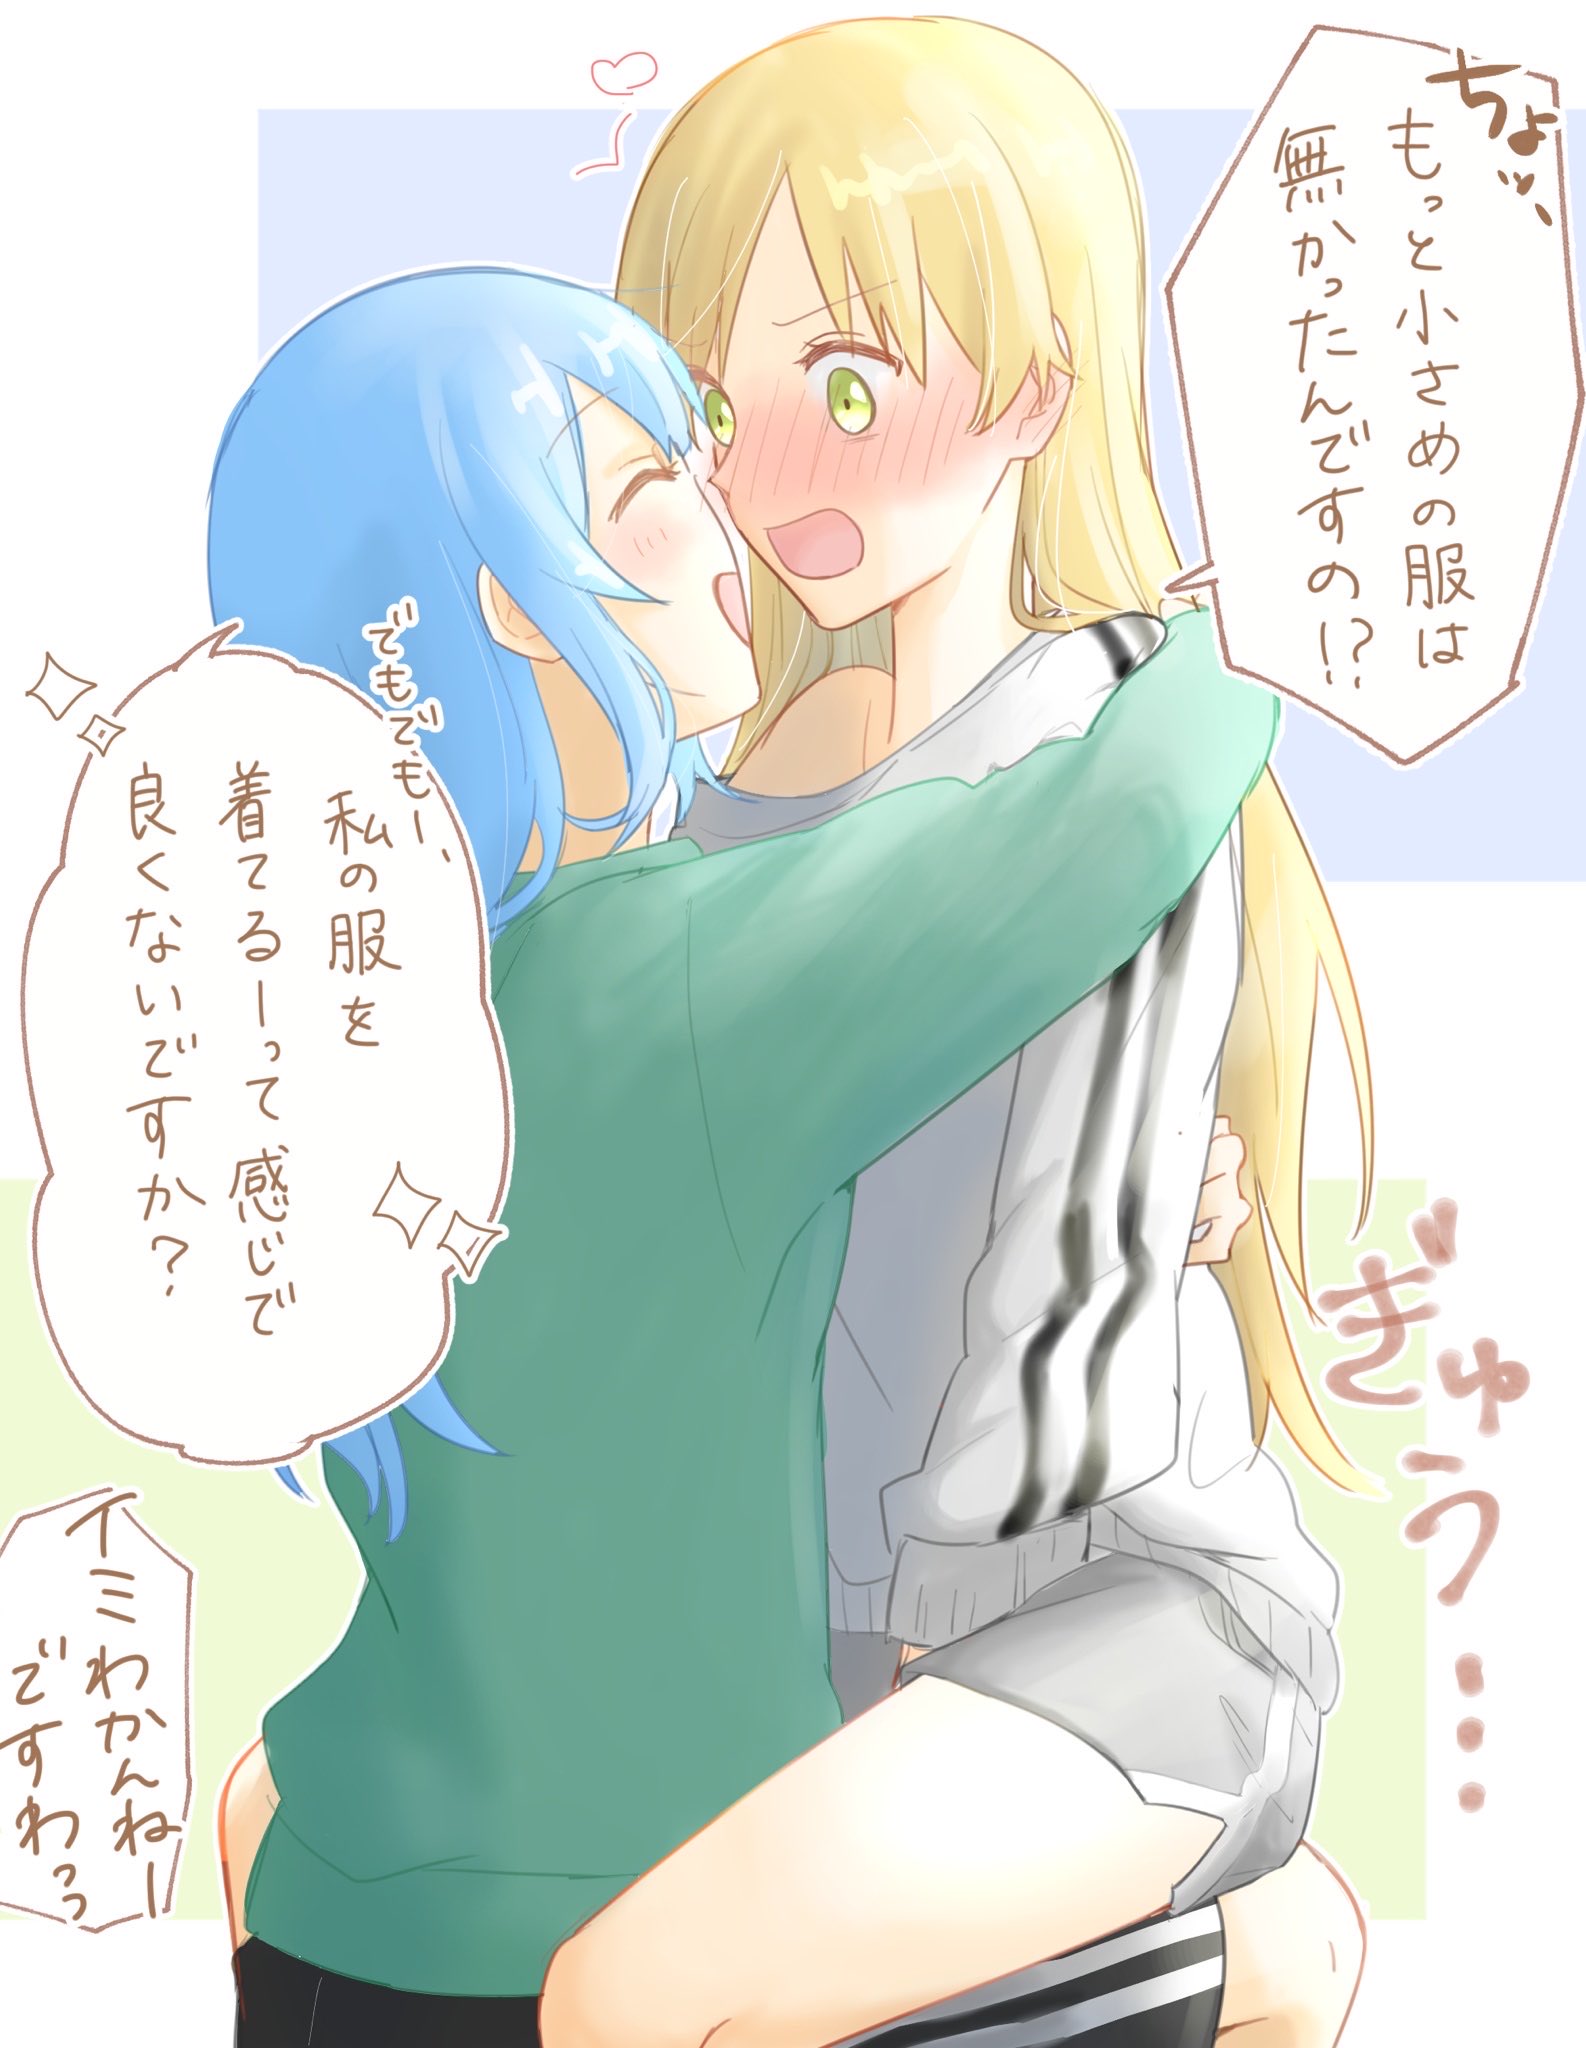 ちょっ
もっと小さめの服は
無かったんですの!?
でもでもー、
私の服を
着てるーって感じで
良くないですか?
ぎゅう…
イミわかんねー
ですわっっ